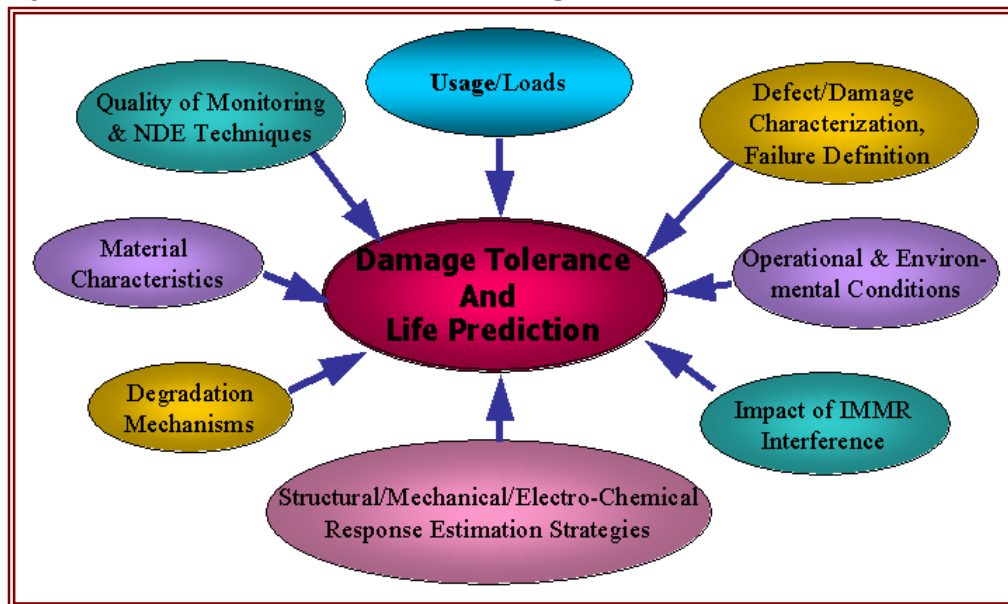 Usage/Loads
Quality of Monitoring
& NDE Techniques
Defect/Damage
Characterization,
Failure Definition
Material
Characteristics
Damage Tolerance
And
Life Prediction
Operational & Environ-
mental Conditions
Degradation
Mechanisms
Impact of IMMR
Interference
Structural/Mechanical/Electro-Chemical
Response Estimation Strategies